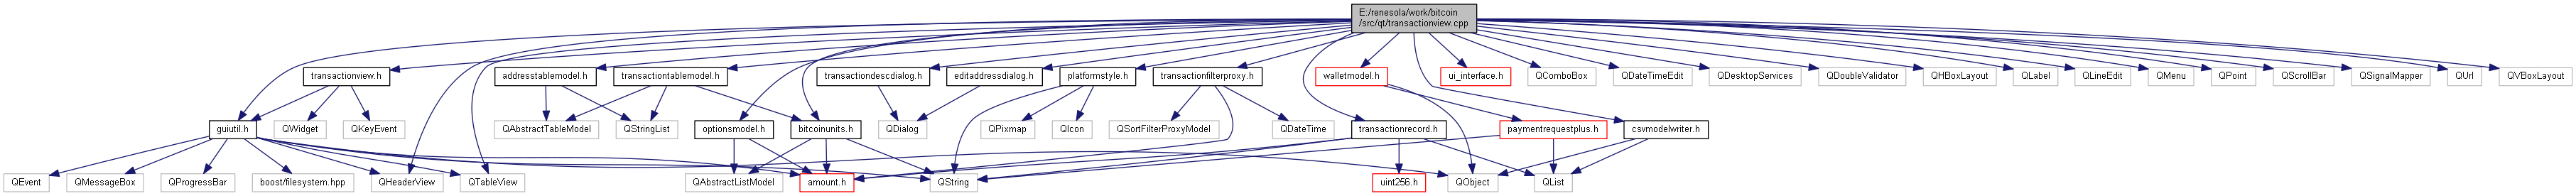 E:/renesola/work/bitcoin
/src/qt/transactionview.cpp
transactionview.h
addresstablemodel.h
transactiontablemodel.h
transactiondescdialog.h
editaddressdialog.h
platformstyle.h
transactionfilterproxy.h
walletmodel.h
ui_interface.h
QComboBox
QDateTimeEdit
QDesktopServices
QDoubleValidator
QHBoxLayout
QLabel
QLineEdit
QMenu
QPoint
QScrollBar
QSignalMapper
QUrl
QVBoxLayout
guiutil.h
QWidget
QKeyEvent
QAbstractTableModel
QStringList
optionsmodel.h
bitcoinunits.h
QDialog
QPixmap
QIcon
QSortFilterProxyModel
QDateTime
transactionrecord.h
paymentrequestplus.h
csvmodelwriter.h
QEvent
QMessageBox
QProgressBar
boost/filesystem.hpp
QHeaderView
QTableView
QAbstractListModel
amount.h
QString
uint256.h
QObject
QList